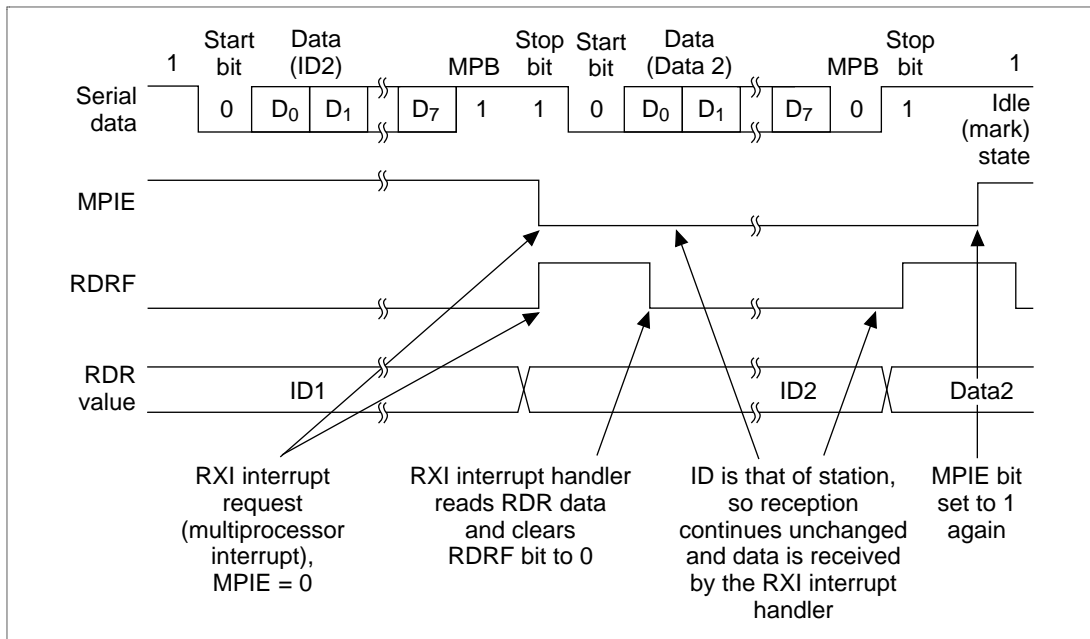 1
Start bit
Data (ID2)
MPB
Stop bit
Start bit
Data (Data 2)
MPB
Stop bit
1
Serial data
0
D0
D1
D7
1
1
0
D0
D1
D7
0
1
Idle (mark) state
MPIE
RDRF
RDR value
ID1
ID2
Data2
RXI interrupt
request
(multiprocessor
interrupt),
MPIE = 0
RXI interrupt handler
reads RDR data
and clears
RDRF bit to 0
ID is that of station,
so reception
continues unchanged
and data is received
by the RXI interrupt
handler
MPIE bit
set to 1
again